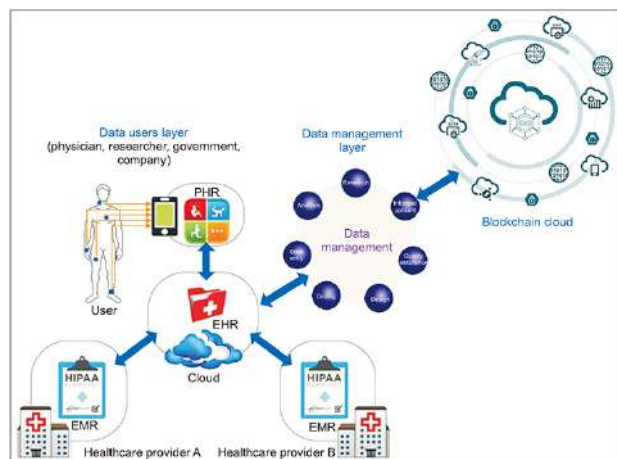 Data users layer
(physician, researcher, government,
company)
Data management
layer
Blockchain cloud
PHR
Research
Analysis
Informed
consent
Data
management
Data entry
Quality assurance
Coding
Design
User
EHR
Cloud
HIPAA
HIPAA
EMR
EMR
Healthcare provider A
Healthcare provider B